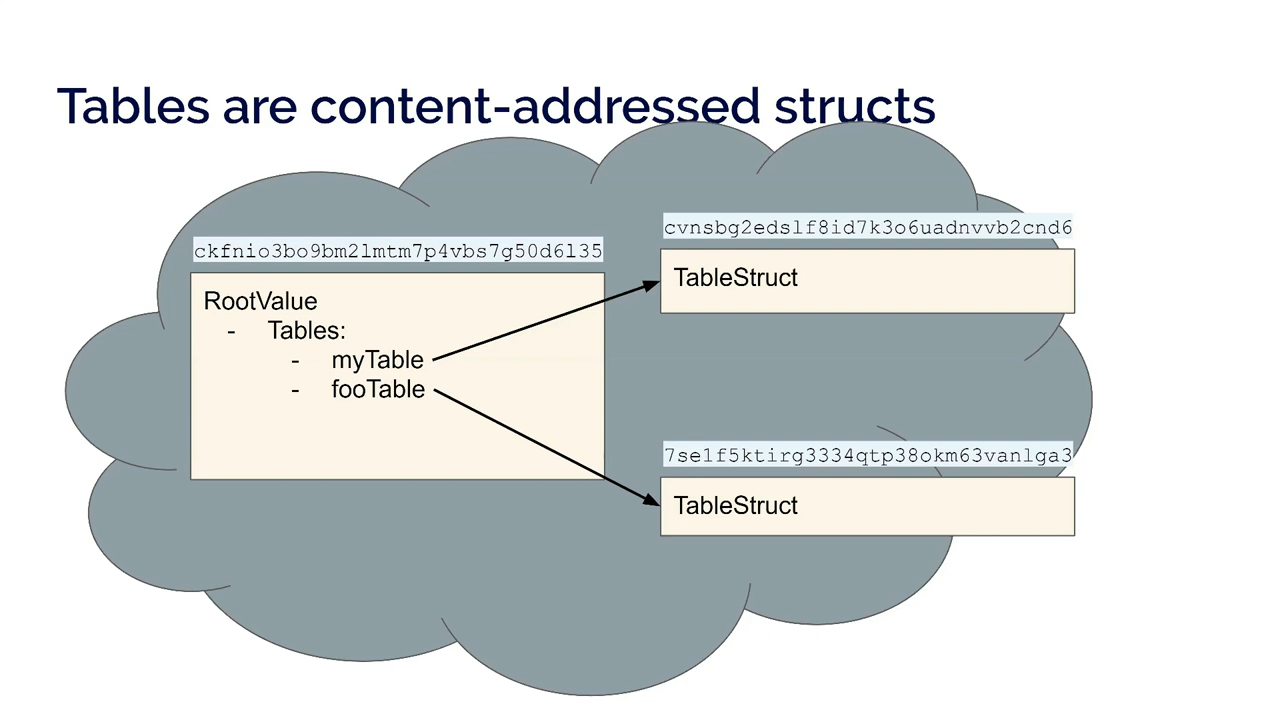 Tables are content-addressed structs
ckfnio3bo9bm2lmtm7p4vbs7g50d6l35
RootValue
- Tables:
- myTable
- fooTable
cvnsbg2edslf8id7k3o6uadnvvb2cnd6
TableStruct
7se1f5ktirg3334qtp38okm63vanlga3
TableStruct